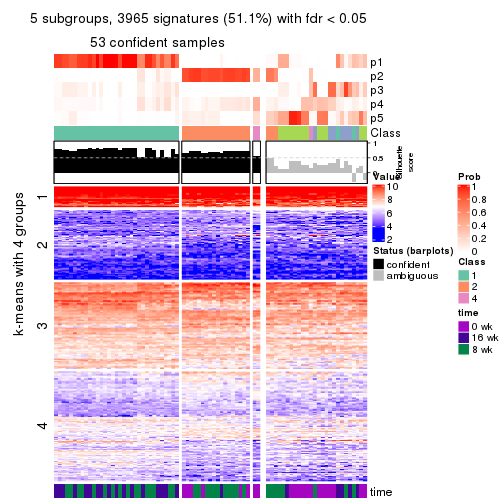 5 subgroups, 3965 signatures (51.1%) with fdr < 0.05
53 confident samples
p1
p2
p3
p4
p5
Class
1
0.5
0
Silhouette
score
k-means with 4 groups
1
2
3
4
time
Value
10
8
6
4
2
Status (barplots)
confident
ambiguous
Prob
1
0.8
0.6
0.4
0.2
0
Class
1
2
4
time
0 wk
16 wk
8 wk